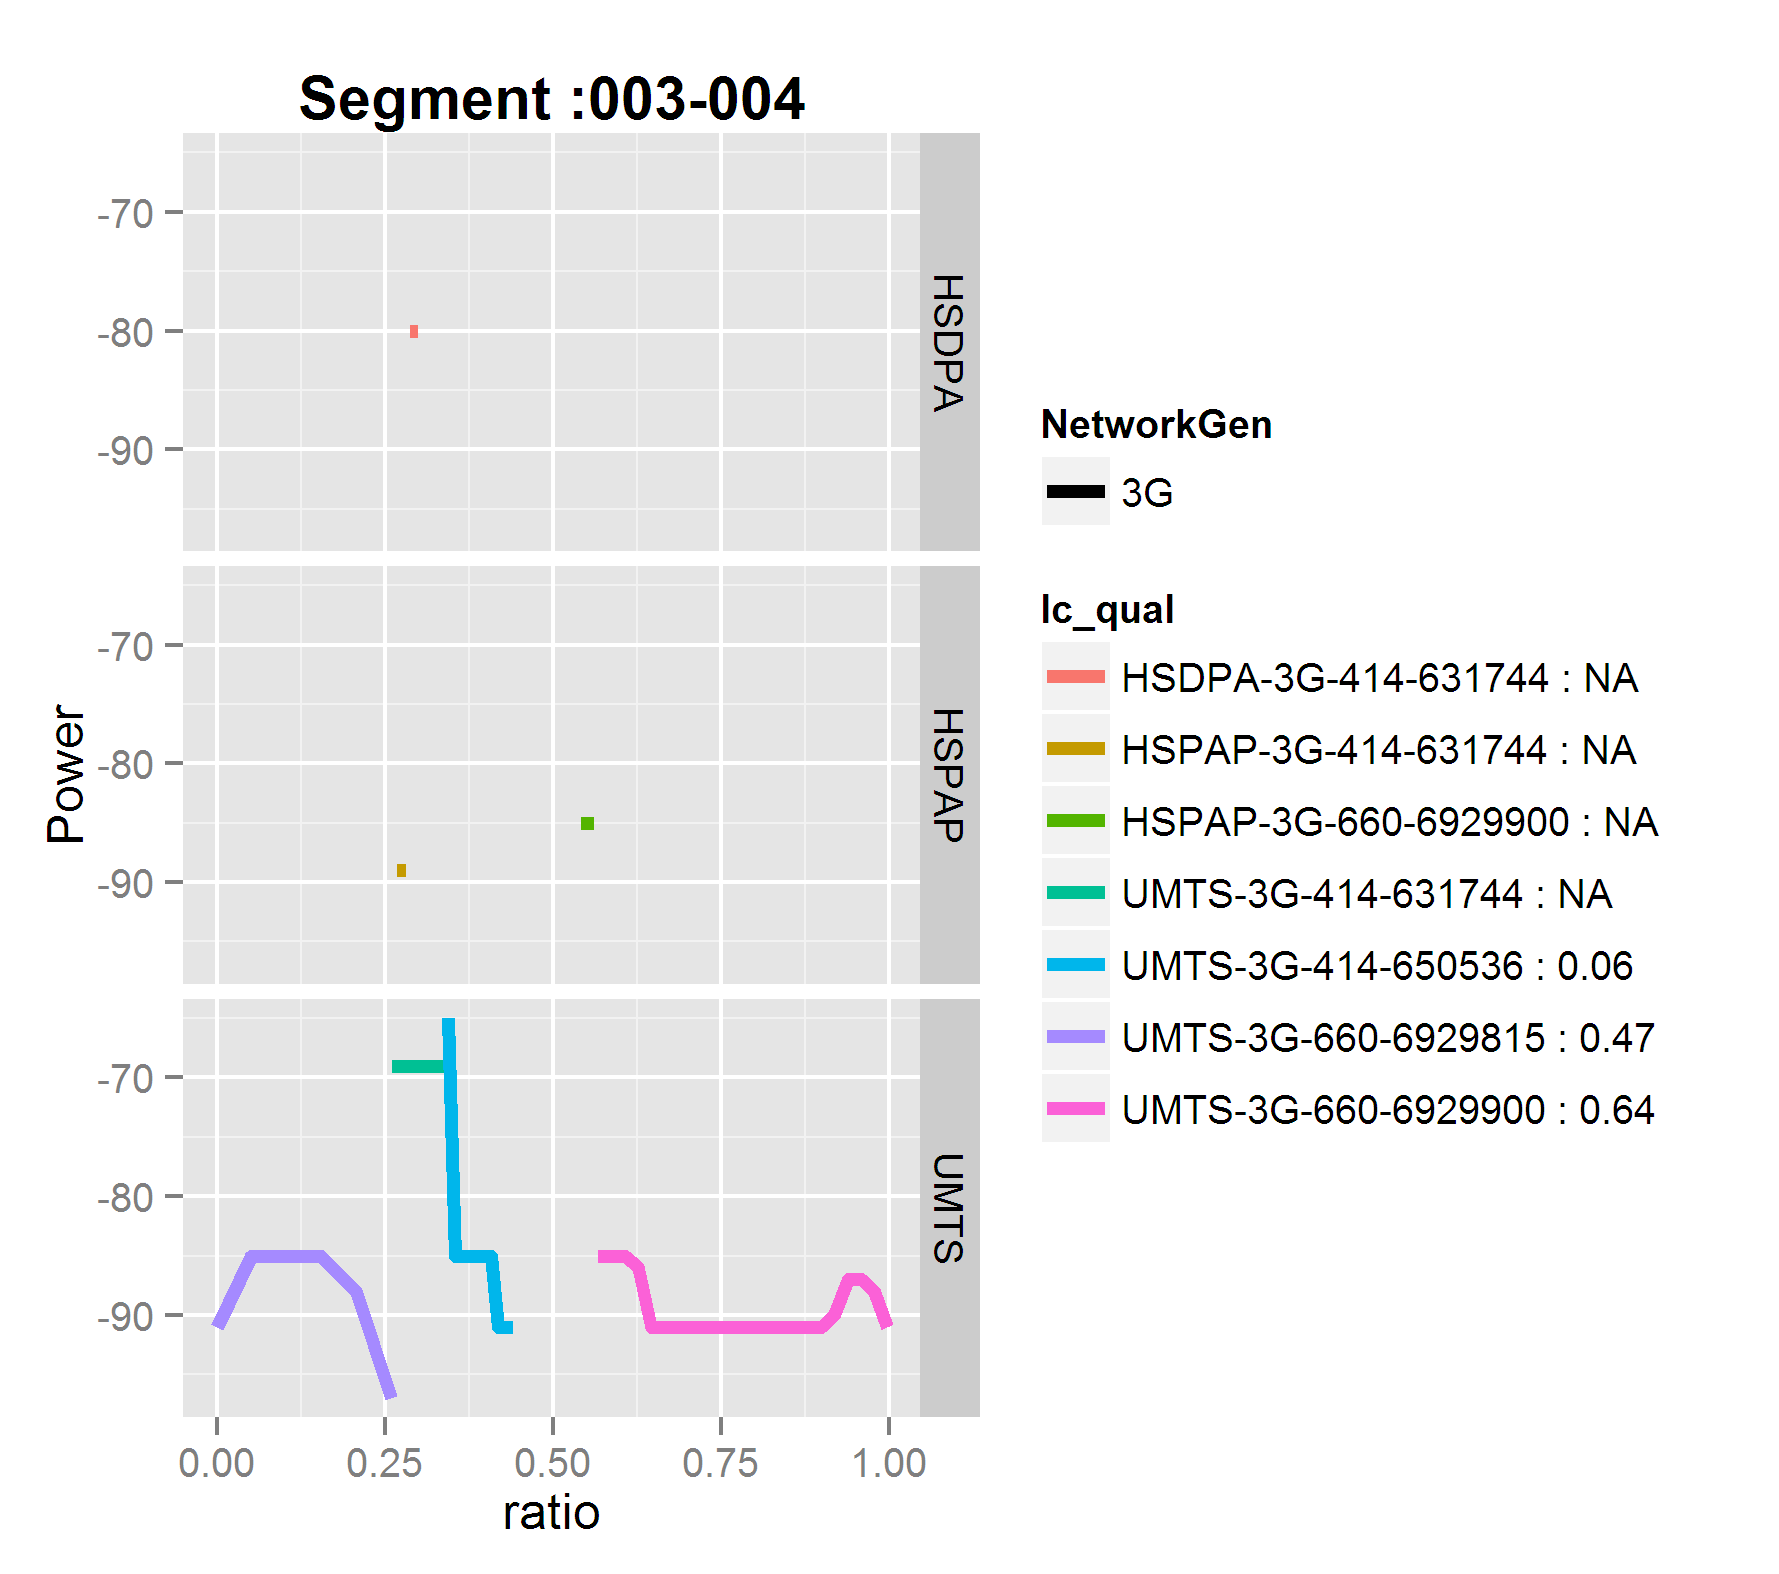 Segment :003-004
-70
-80
-90
HSDPA
-70
-80
-90
HSPAP
-70
-80
-90
UMTS
Power
0.00 0.25 0.50 0.75 1.00
ratio
NetworkGen
3G
lc_qual
HSDPA-3G-414-631744 : NA
HSPAP-3G-414-631744 : NA
HSPAP-3G-660-6929900 : NA
UMTS-3G-414-631744 : NA
UMTS-3G-414-650536 : 0.06
UMTS-3G-660-6929815 : 0.47
UMTS-3G-660-6929900 : 0.64